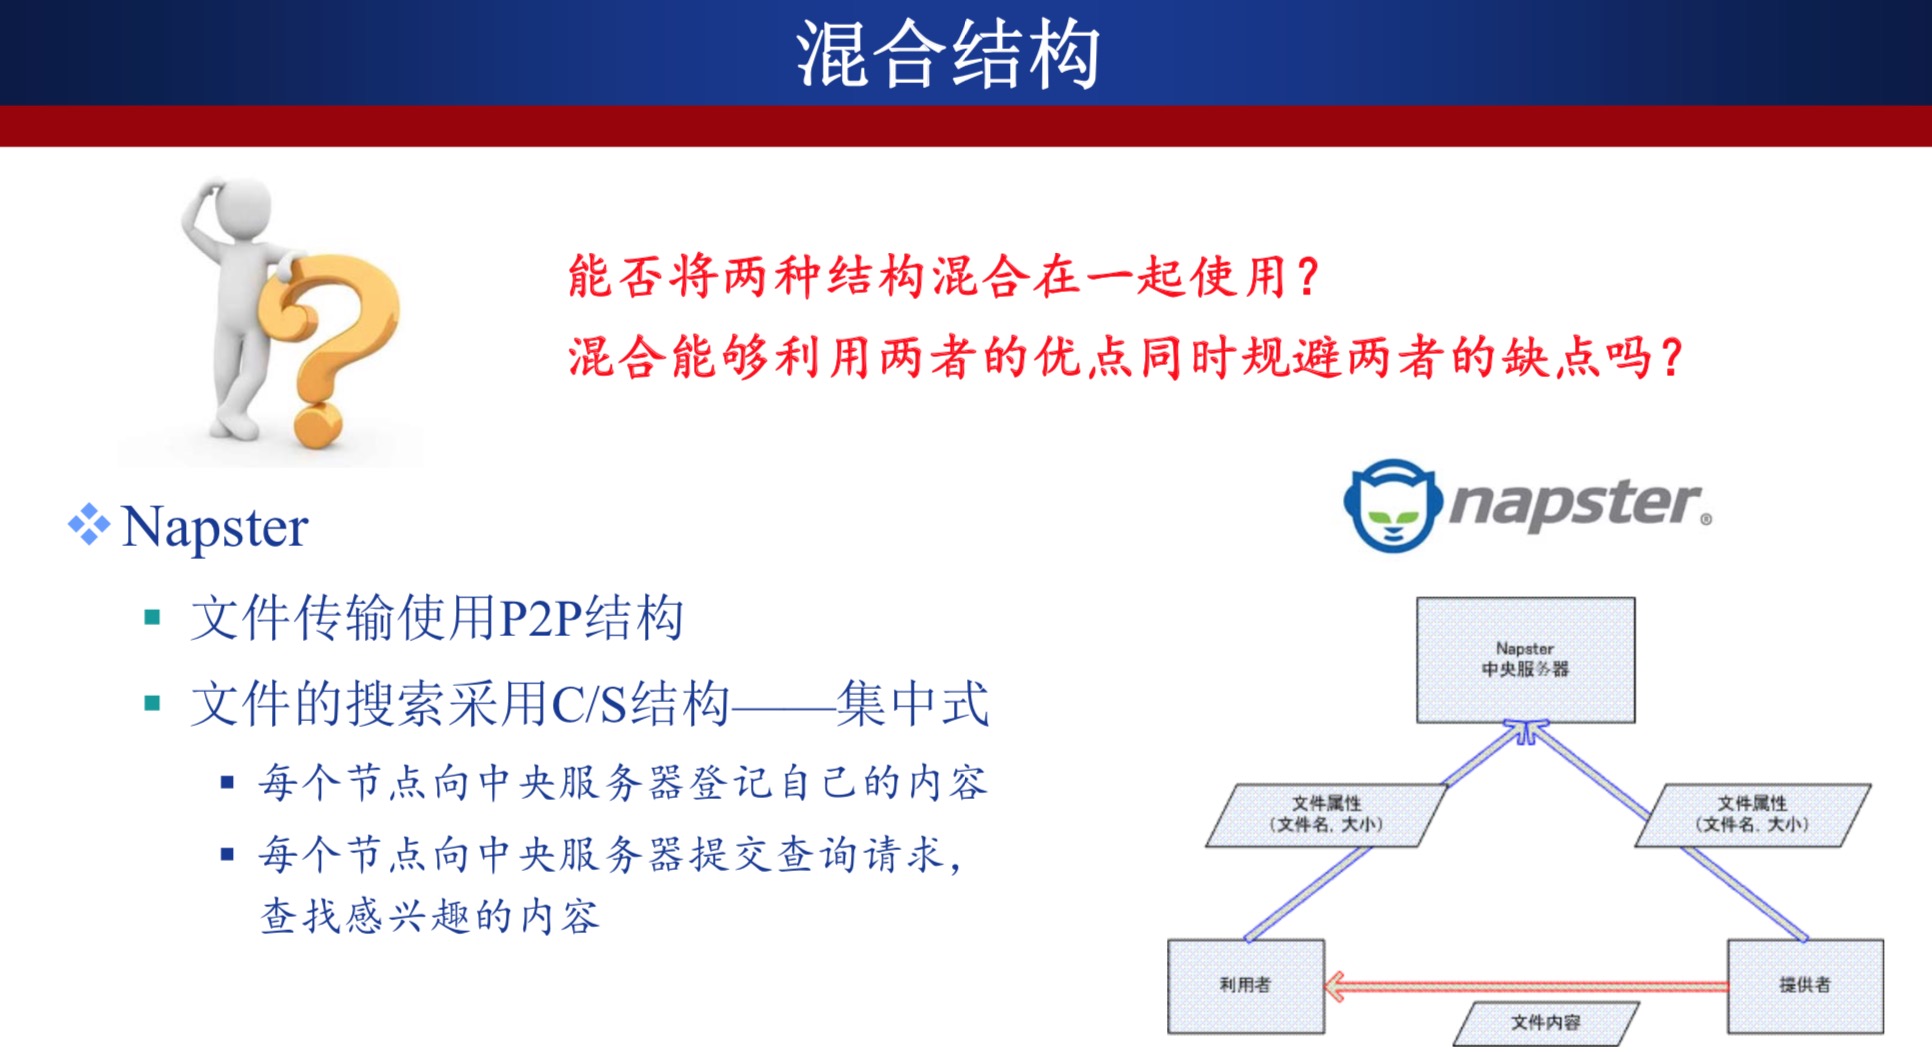 混合结构
能否将两种结构混合在一起使用？
混合能够利用两者的优点同时规避两者的缺点吗？
napster®
Napster
文件传输使用P2P结构
文件的搜索采用C/S结构——集中式
每个节点向中央服务器登记自己的内容
每个节点向中央服务器提交查询请求，
查找感兴趣的内容
Napster
中央服务器
文件属性
（文件名, 大小）
文件属性
（文件名, 大小）
利用者
提供者
文件内容